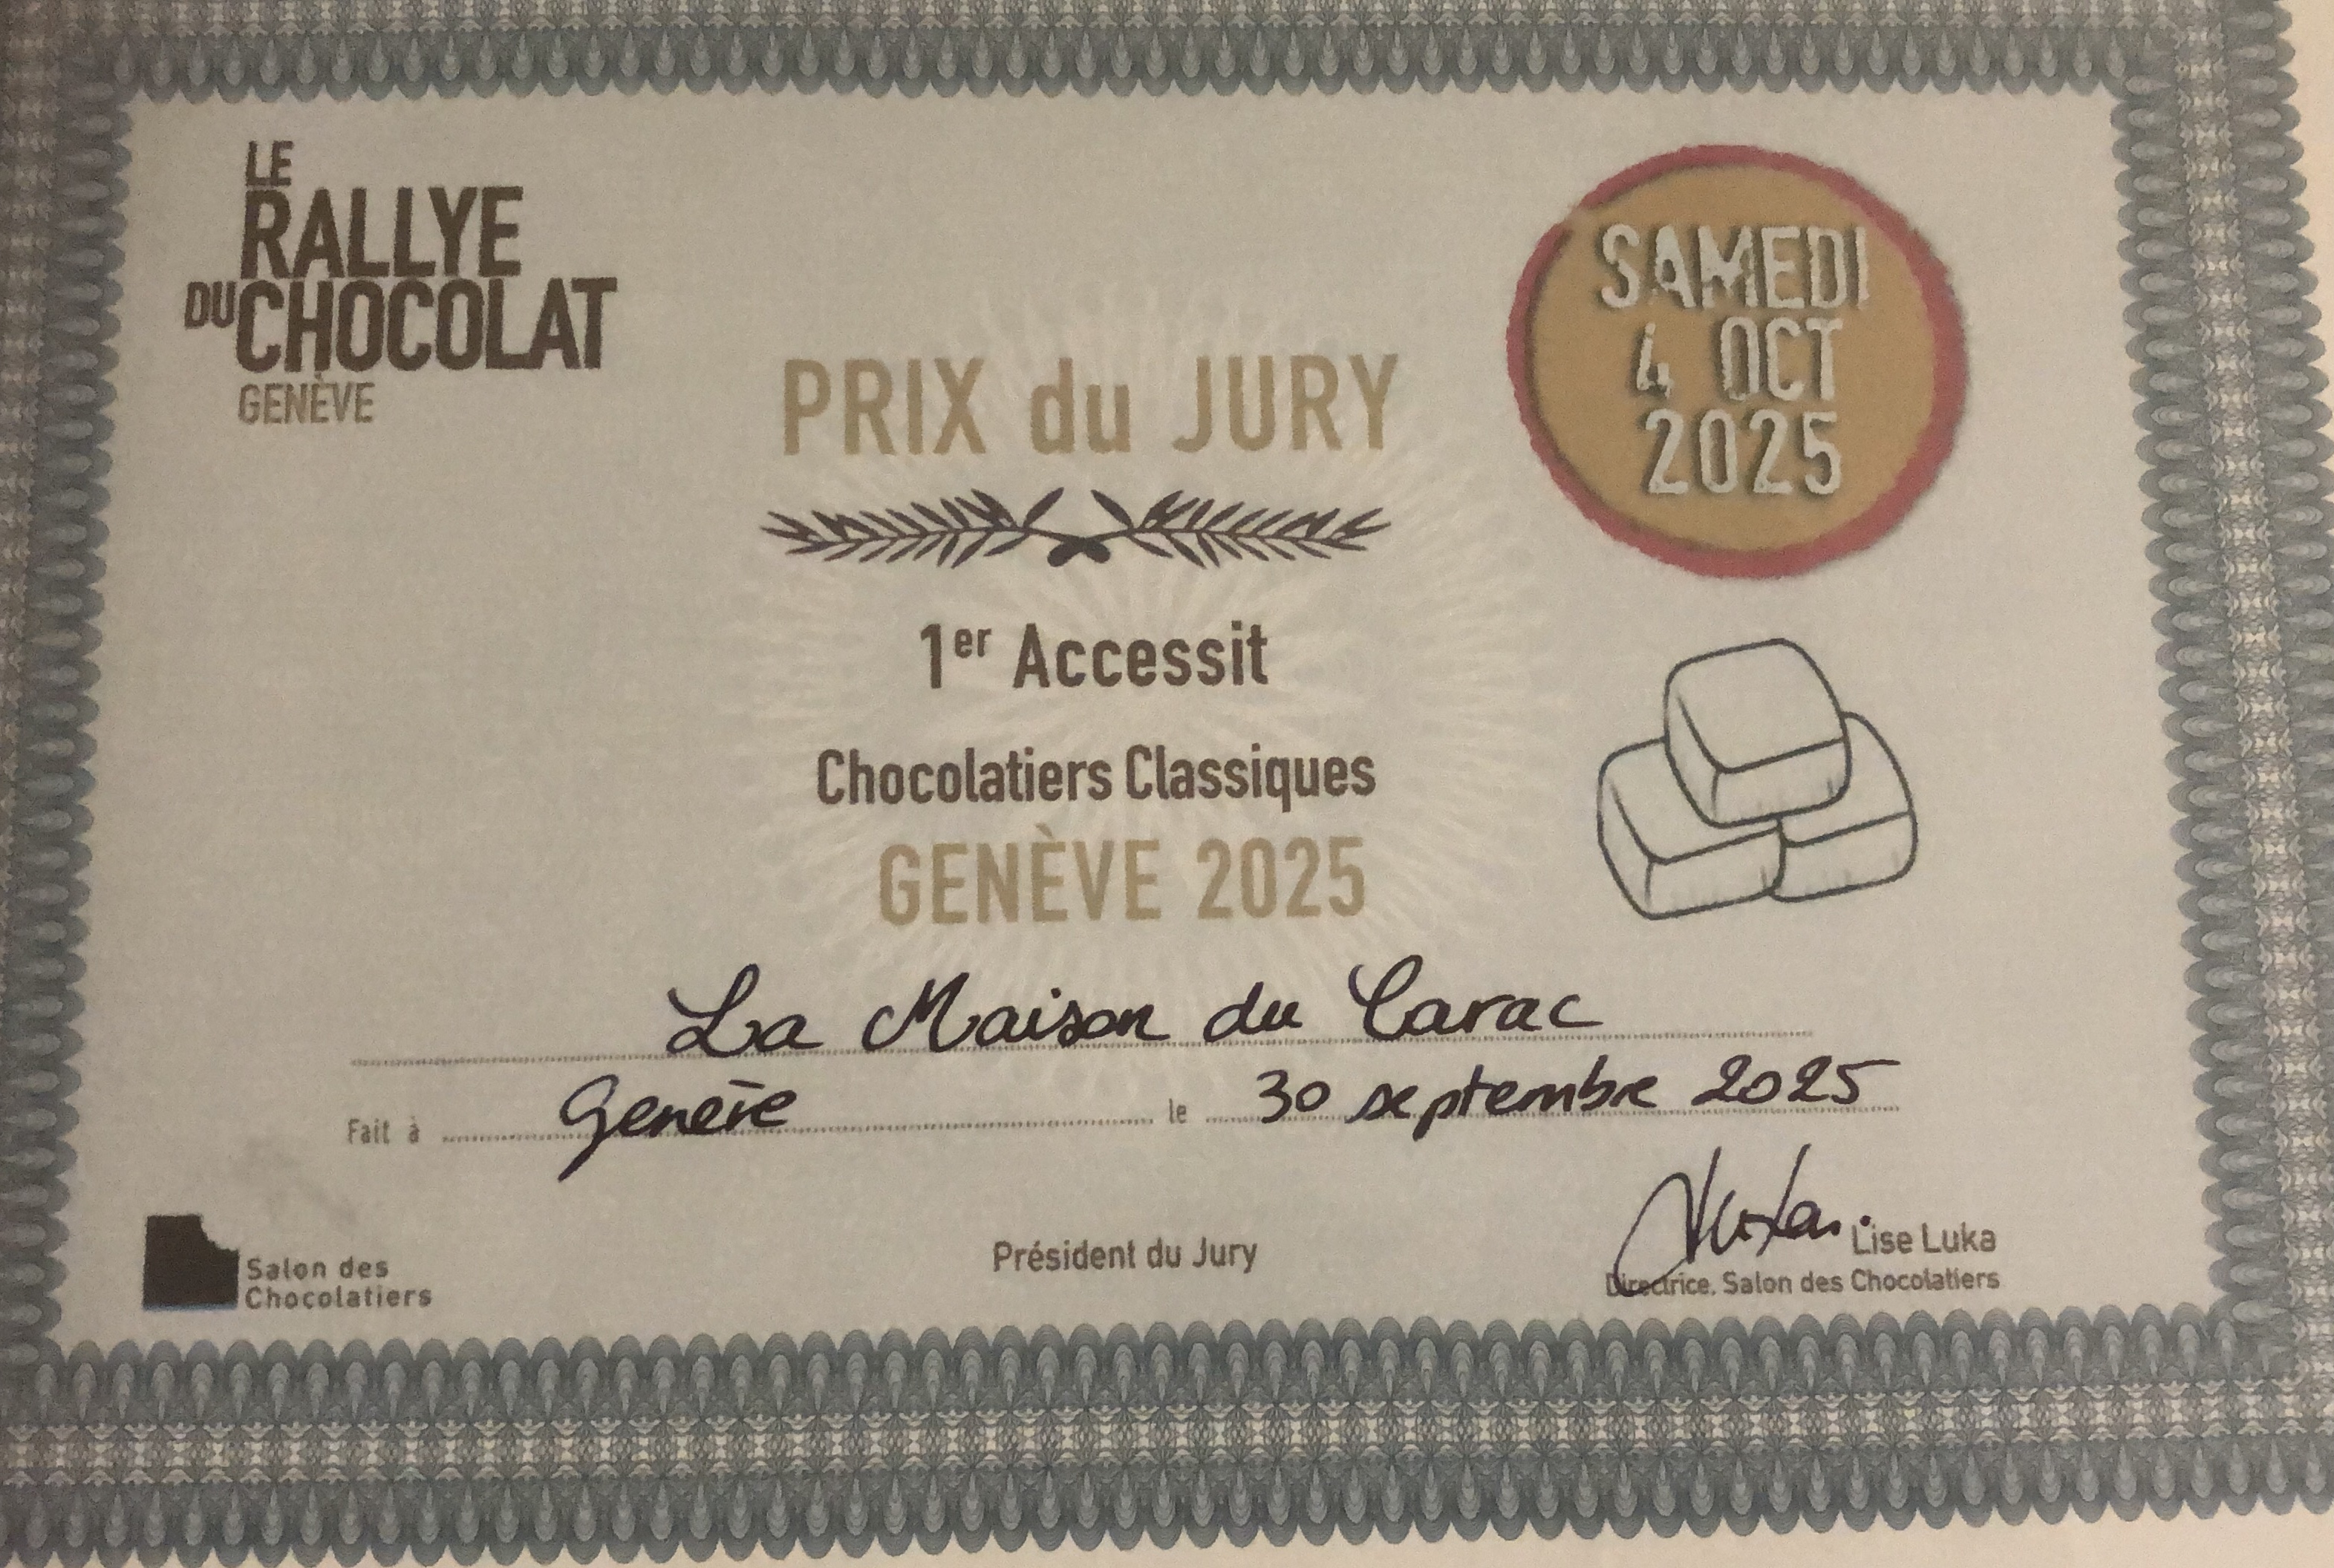 LE
RALLYE
DU CHOCOLAT
GENÈVE
SAMEDI
4 OCT
2025
PRIX du JURY
1er Accessit
Chocolatiers Classiques
GENÈVE 2025
La Maison du Carac
Fait à Genève le 30 septembre 2025
Salon des
Chocolatiers
Président du Jury
Lise Luka
Directrice, Salon des Chocolatiers